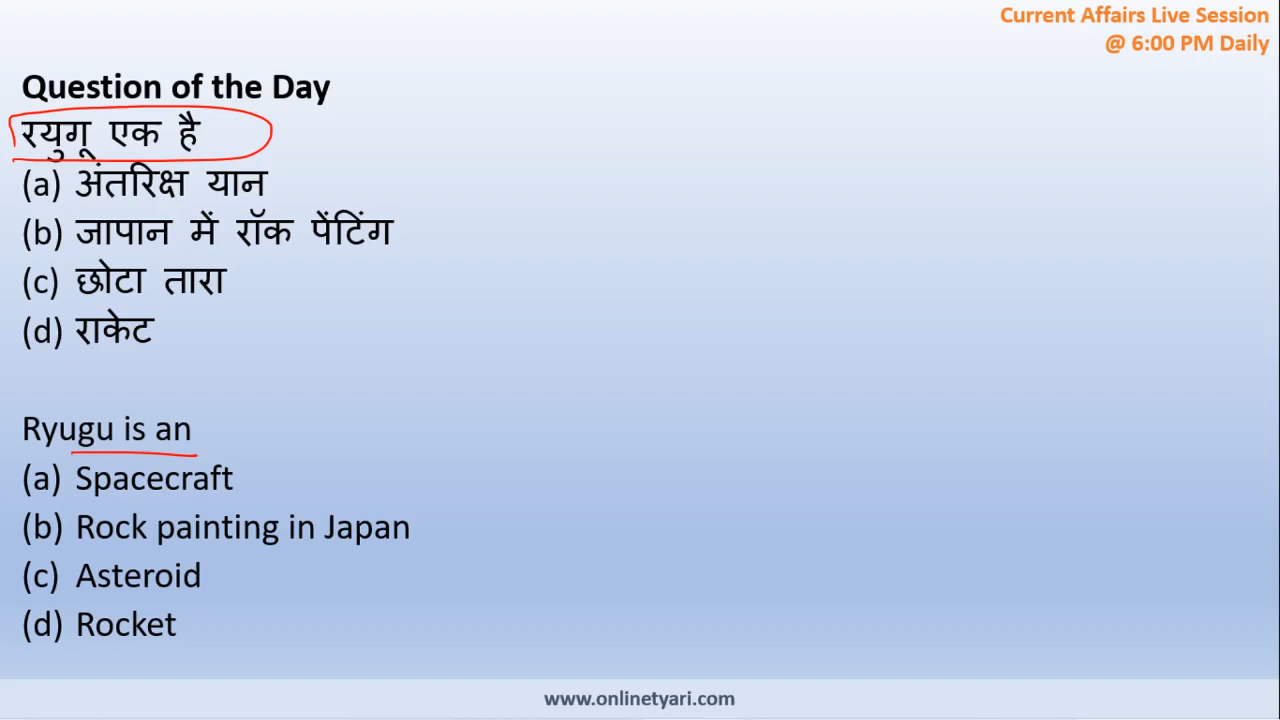 Current Affairs Live Session
@ 6:00 PM Daily
Question of the Day
रयुगू एक है
(a) अंतरिक्ष यान
(b) जापान में रॉक पेंटिंग
(c) छोटा तारा
(d) राकेट
Ryugu is an
(a) Spacecraft
(b) Rock painting in Japan
(c) Asteroid
(d) Rocket
www.onlinetyari.com